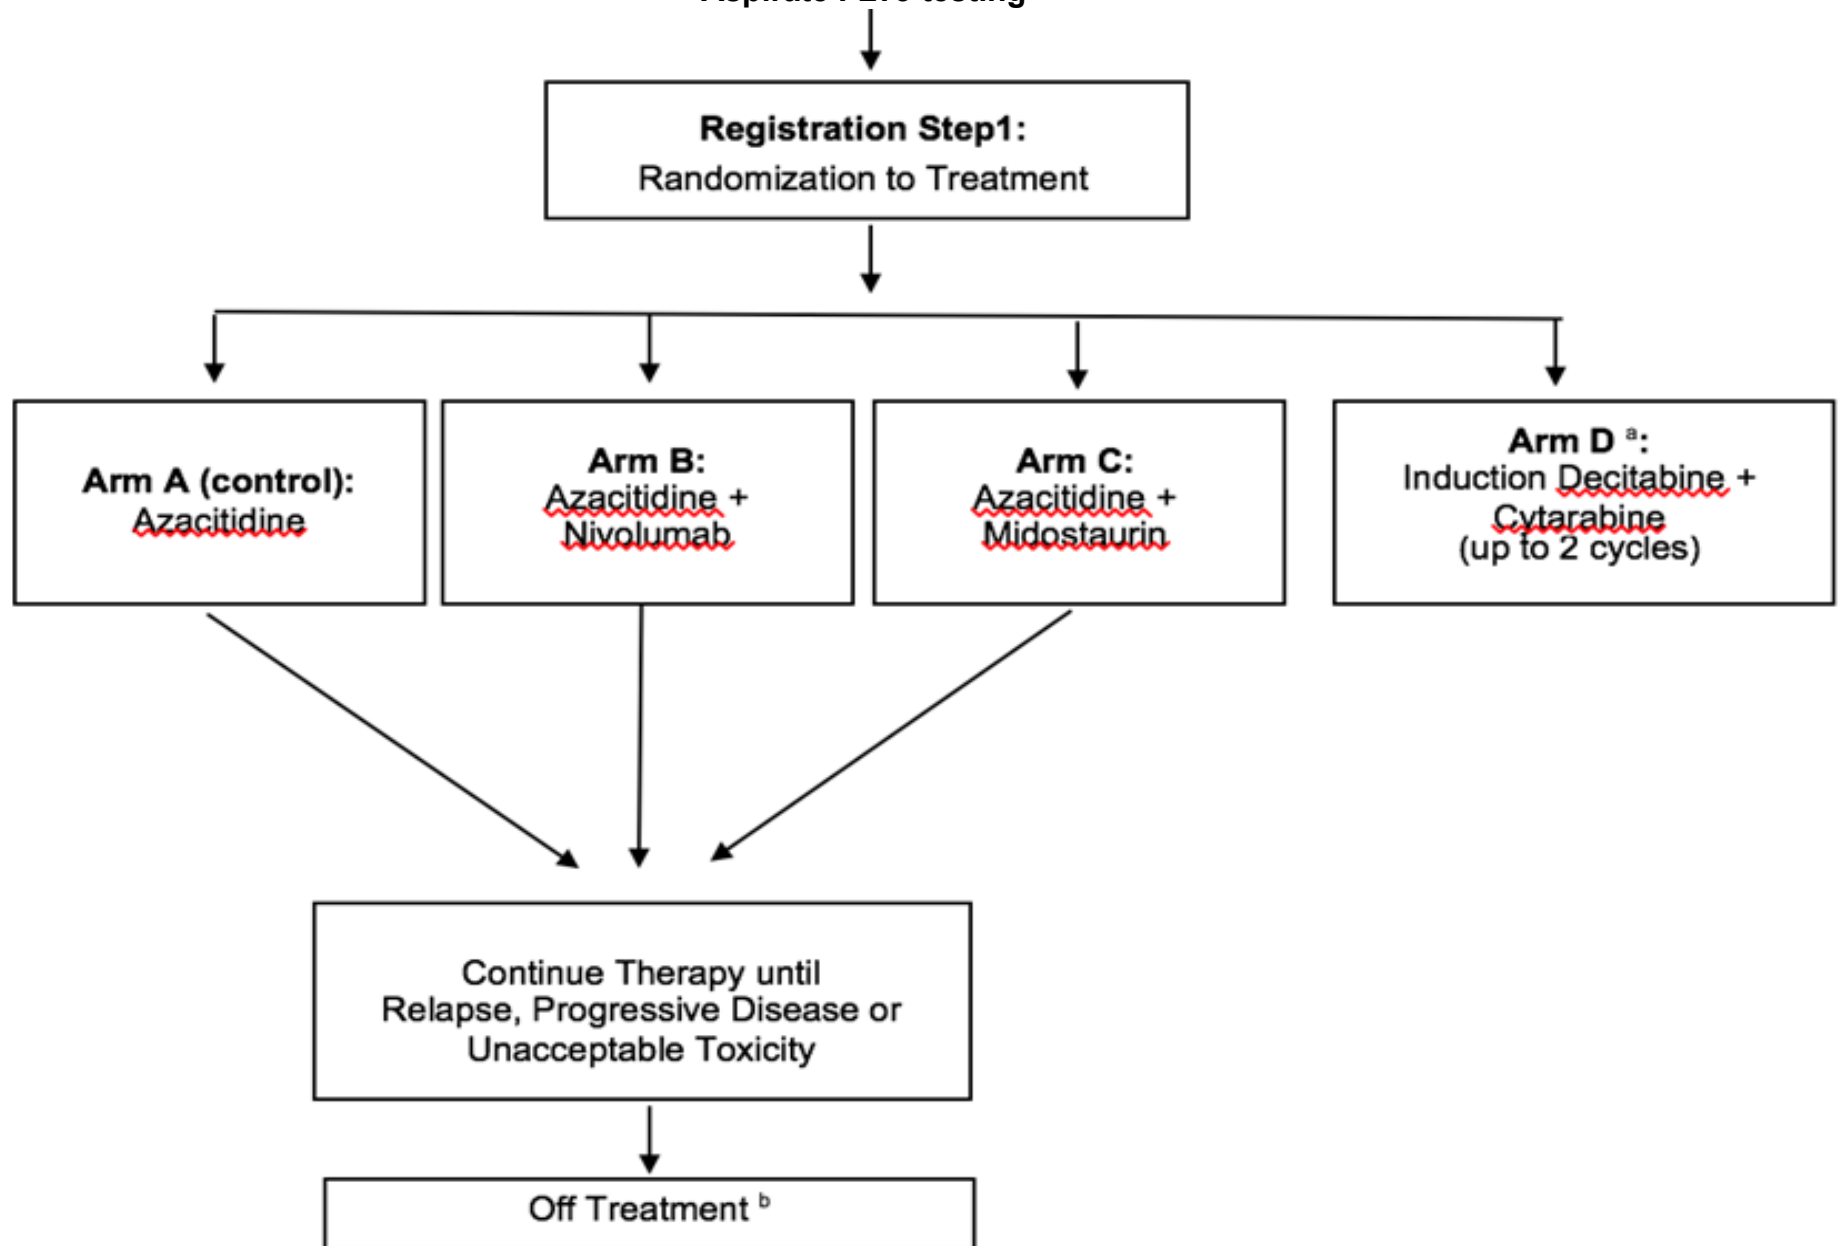 testing
Registration Step1:
Randomization to Treatment
Arm A (control):
Azacitidine
Arm B:
Azacitidine +
Nivolumab
Arm C:
Azacitidine +
Midostaurin
Arm D ᵃ:
Induction Decitabine +
Cytarabine
(up to 2 cycles)
Continue Therapy until
Relapse, Progressive Disease or
Unacceptable Toxicity
Off Treatment ᵇ